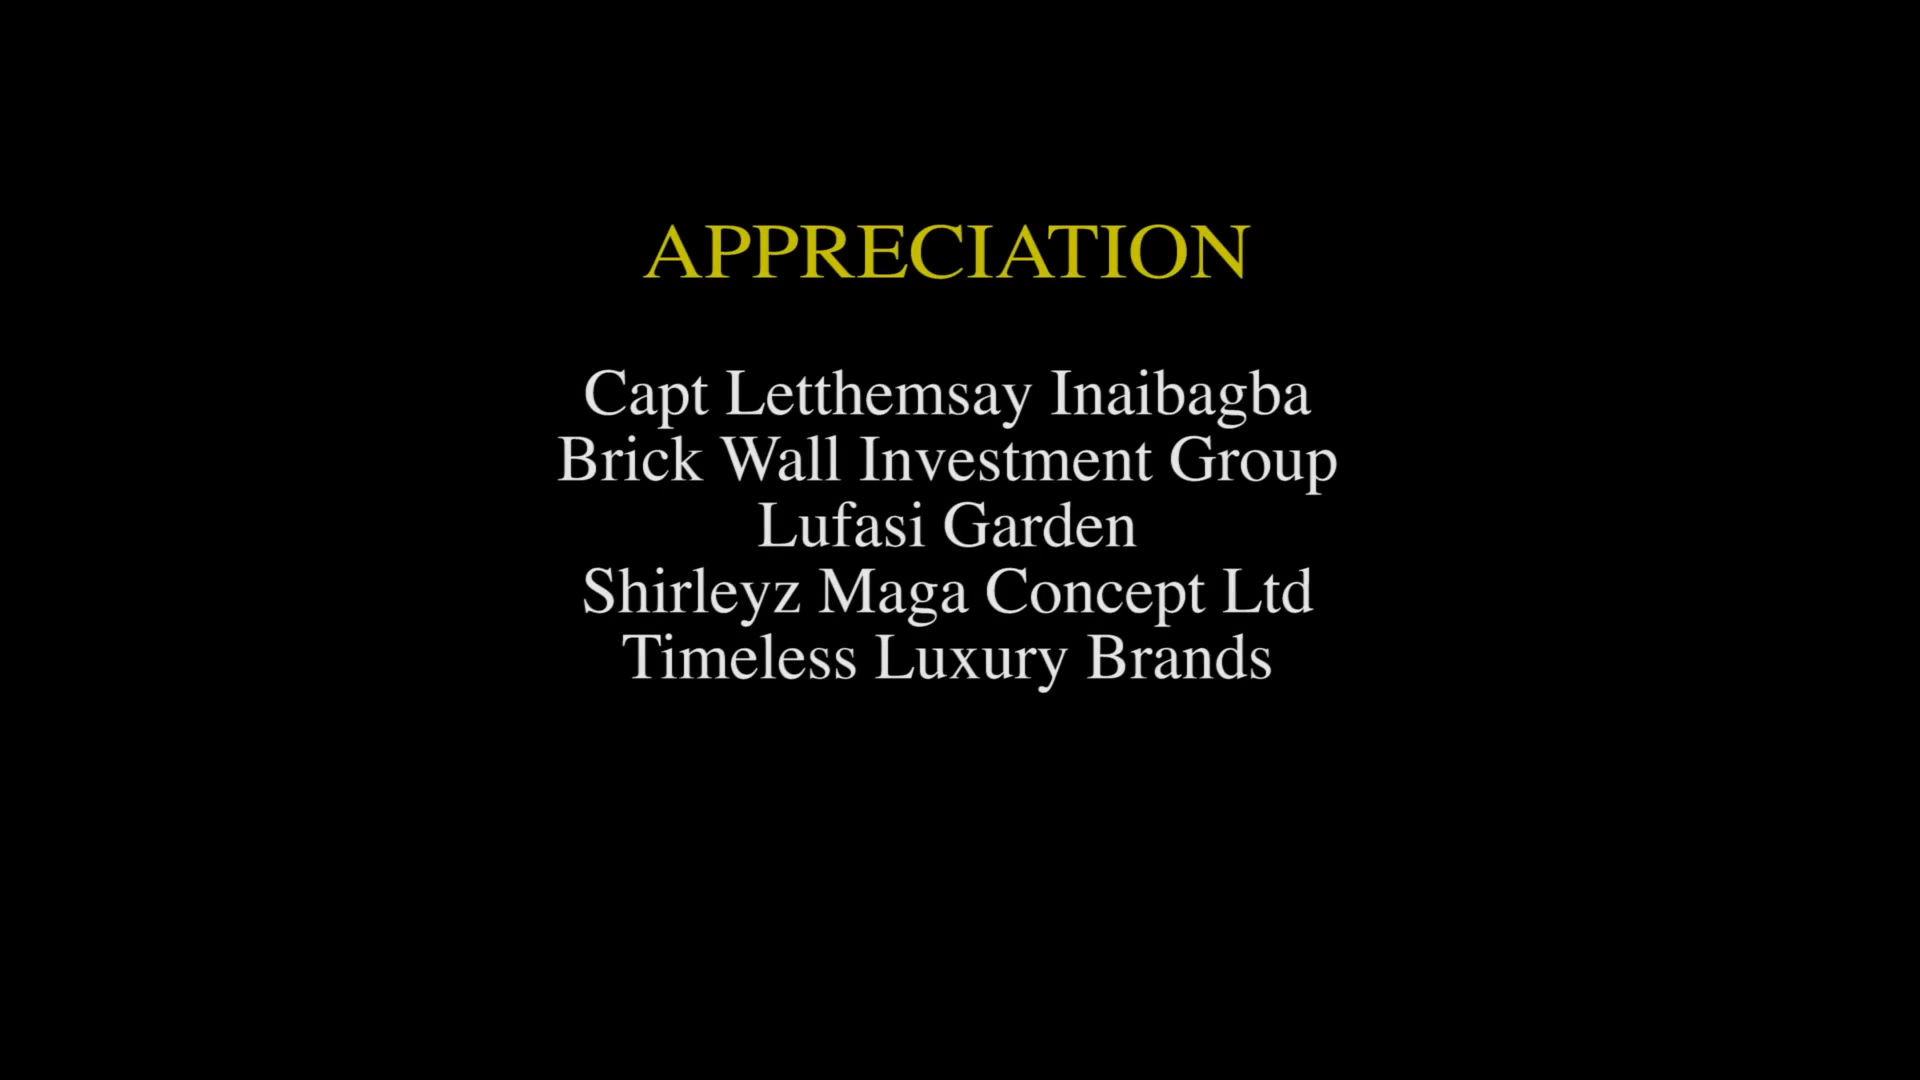 APPRECIATION
Capt Letthemsay Inaibagba
Brick Wall Investment Group
Lufasi Garden
Shirleyz Maga Concept Ltd
Timeless Luxury Brands